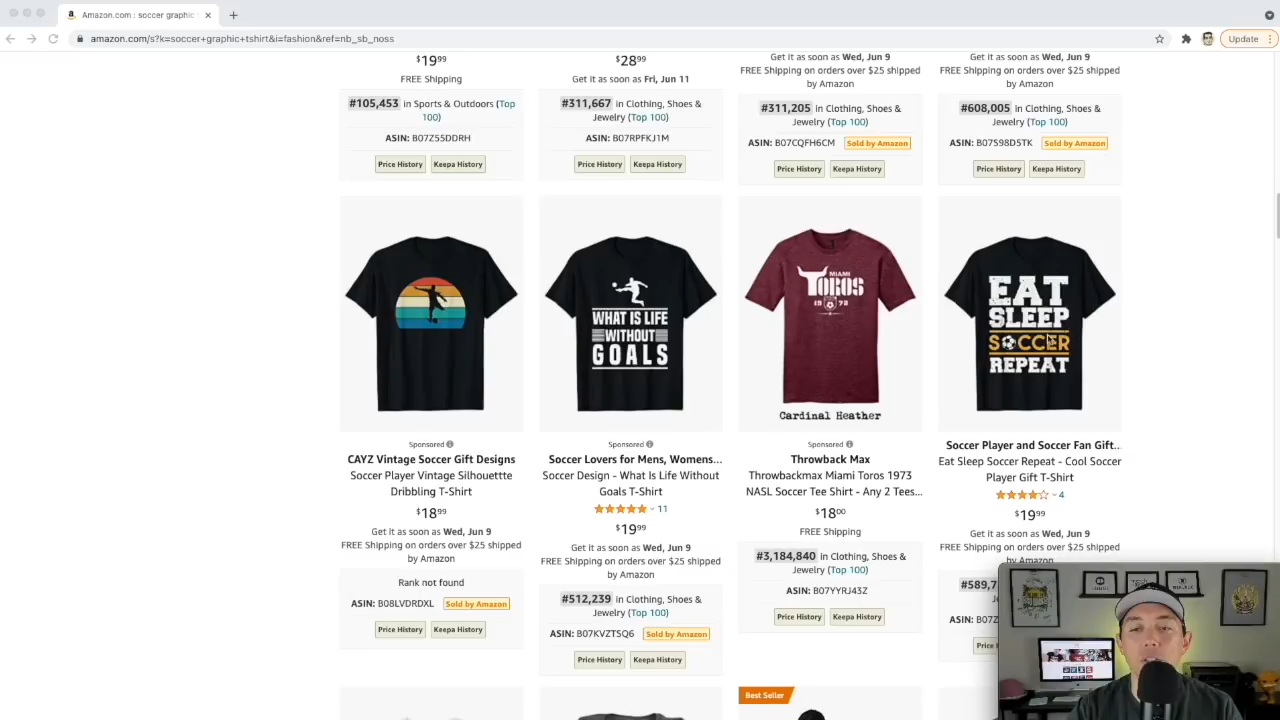 Amazon.com : soccer graphic
Update
amazon.com/s?k=soccer+graphic+tshirt&i=fashion&ref=nb_sb_noss
$19.99
FREE Shipping
#105,453 in Sports & Outdoors (Top
100)
ASIN: B07Z55DDRH
Price History
Keepa History
$28.99
Get it as soon as Fri, Jun 11
#311,667 in Clothing, Shoes &
Jewelry (Top 100)
ASIN: B07RPFKJ1M
Price History
Keepa History
Get it as soon as Wed, Jun 9
FREE Shipping on orders over $25 shipped
by Amazon
#311,205 in Clothing, Shoes &
Jewelry (Top 100)
ASIN: B07CQFH6CM Sold by Amazon
Price History
Keepa History
Get it as soon as Wed, Jun 9
FREE Shipping on orders over $25 shipped
by Amazon
#608,005 in Clothing, Shoes &
Jewelry (Top 100)
ASIN: B07S98D5TK Sold by Amazon
Price History
Keepa History
Sponsored
CAYZ Vintage Soccer Gift Designs
Soccer Player Vintage Silhouettte
Dribbling T-Shirt
$18.99
Get it as soon as Wed, Jun 9
FREE Shipping on orders over $25 shipped
by Amazon
Rank not found
ASIN: B08LVDRDXL Sold by Amazon
Price History
Keepa History
WHAT IS LIFE
WITHOUT
GOALS
Sponsored
Soccer Lovers for Mens, Womens...
Soccer Design - What Is Life Without
Goals T-Shirt
11
$19.99
Get it as soon as Wed, Jun 9
FREE Shipping on orders over $25 shipped
by Amazon
#512,239 in Clothing, Shoes &
Jewelry (Top 100)
ASIN: B07KVZTSQ6 Sold by Amazon
Price History
Keepa History
MIAMI
TOROS
1973
Cardinal Heather
Sponsored
Throwback Max
Throwbackmax Miami Toros 1973
NASL Soccer Tee Shirt - Any 2 Tees...
$18.00
FREE Shipping
#3,184,840 in Clothing, Shoes &
Jewelry (Top 100)
ASIN: B07YYRJ43Z
Price History
Keepa History
Best Seller
EAT
SLEEP
SOCCER
REPEAT
Soccer Player and Soccer Fan Gift...
Eat Sleep Soccer Repeat - Cool Soccer
Player Gift T-Shirt
4
$19.99
Get it as soon as Wed, Jun 9
FREE Shipping on orders over $25 shipped
by Amazon